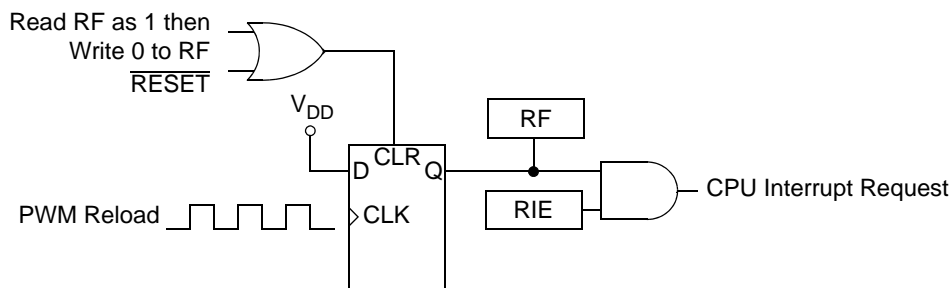 Read RF as 1 then
Write 0 to RF
RESET
VDD
D
CLR
Q
RF
PWM Reload
CLK
RIE
CPU Interrupt Request